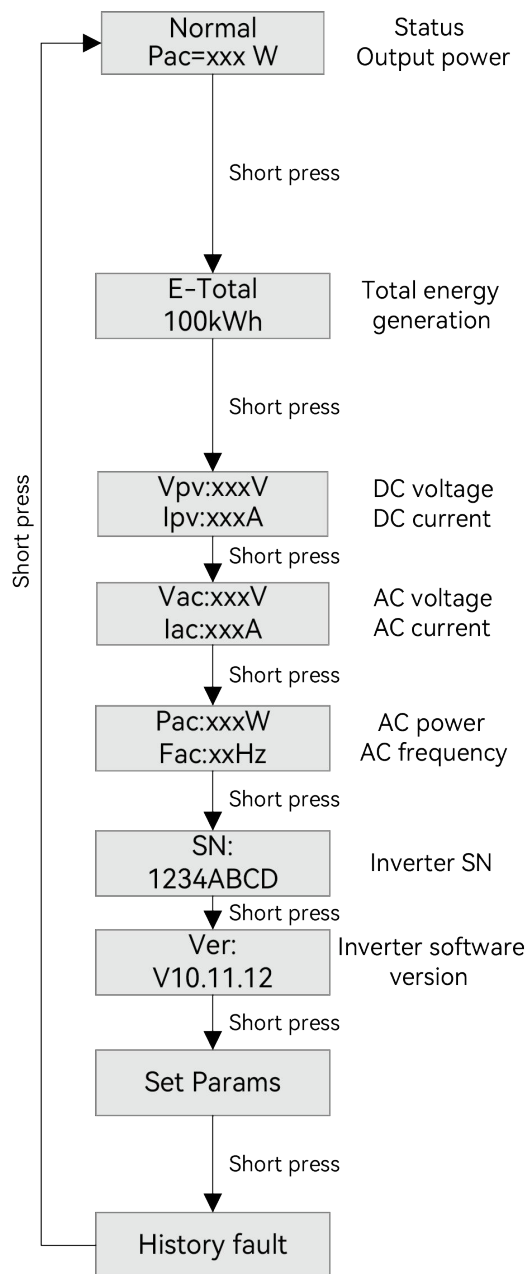 Normal
Pac=xxx W
Status
Output power
Short press
E-Total
100kWh
Total energy
generation
Short press
Vpv:xxxV
Ipv:xxxA
DC voltage
DC current
Short press
Vac:xxxV
Iac:xxxA
AC voltage
AC current
Short press
Pac:xxxW
Fac:xxHz
AC power
AC frequency
Short press
SN:
1234ABCD
Inverter SN
Short press
Ver:
V10.11.12
Inverter software
version
Short press
Set Params
Short press
History fault
Short press